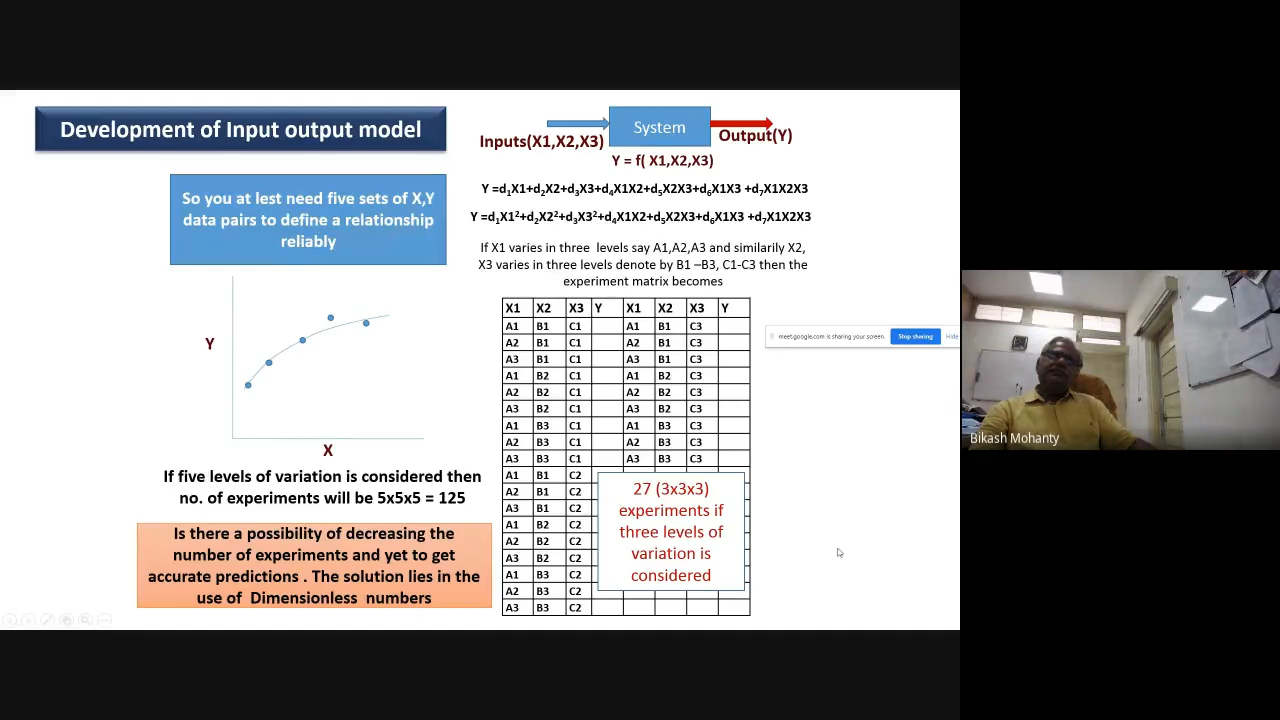 Development of Input output model
Inputs(X1,X2,X3)
System
Output(Y)
Y = f( X1,X2,X3)
Y =d1X1+d2X2+d3X3+d4X1X2+d5X2X3+d6X1X3 +d7X1X2X3
Y =d1X1²+d2X2²+d3X3²+d4X1X2+d5X2X3+d6X1X3 +d7X1X2X3
So you at lest need five sets of X,Y
data pairs to define a relationship
reliably
If X1 varies in three levels say A1,A2,A3 and similarily X2,
X3 varies in three levels denote by B1 –B3, C1-C3 then the
experiment matrix becomes
Y
X
X1 X2 X3 Y X1 X2 X3 Y
A1 B1 C1 A1 B1 C3
A2 B1 C1 A2 B1 C3
A3 B1 C1 A3 B1 C3
A1 B2 C1 A1 B2 C3
A2 B2 C1 A2 B2 C3
A3 B2 C1 A3 B2 C3
A1 B3 C1 A1 B3 C3
A2 B3 C1 A2 B3 C3
A3 B3 C1 A3 B3 C3
A1 B1 C2
A2 B1 C2
A3 B1 C2
A1 B2 C2
A2 B2 C2
A3 B2 C2
A1 B3 C2
A2 B3 C2
A3 B3 C2
27 (3x3x3)
experiments if
three levels of
variation is
considered
If five levels of variation is considered then
no. of experiments will be 5x5x5 = 125
Is there a possibility of decreasing the
number of experiments and yet to get
accurate predictions . The solution lies in the
use of Dimensionless numbers
meet.google.com is sharing your screen.
Stop sharing
Hide
Bikash Mohanty